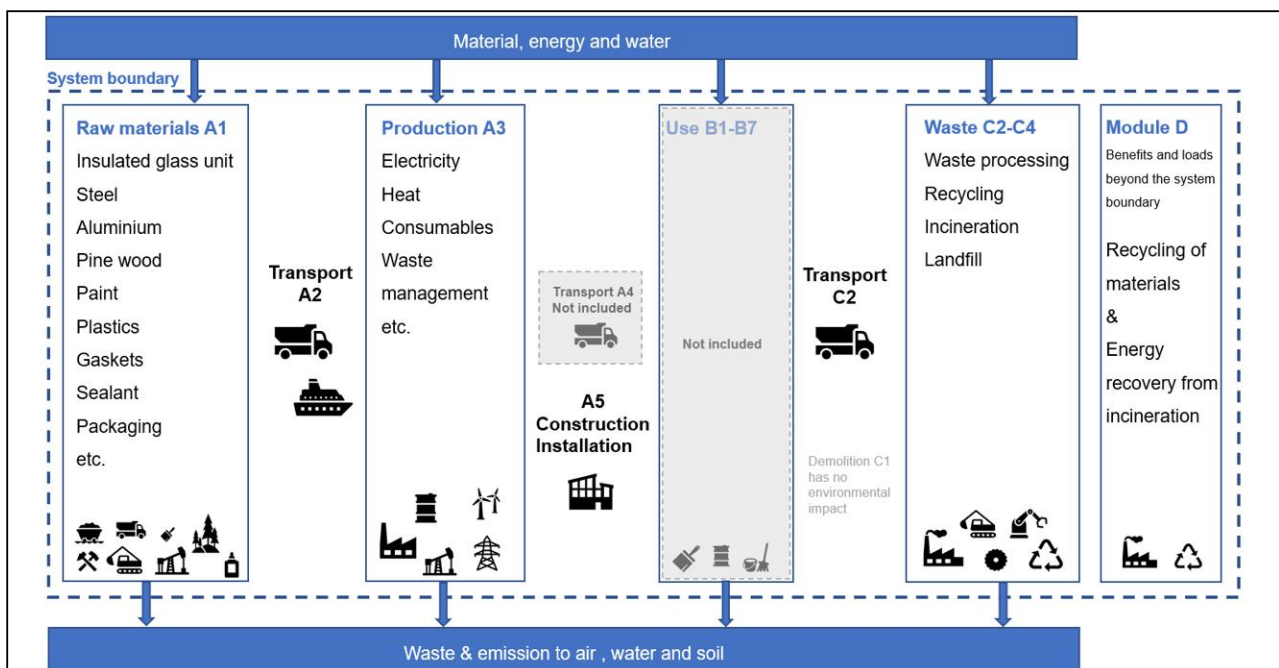 Material, energy and water
System boundary
Raw materials A1
Insulated glass unit
Steel
Aluminium
Pine wood
Paint
Plastics
Gaskets
Sealant
Packaging
etc.
Transport
A2
Production A3
Electricity
Heat
Consumables
Waste
management
etc.
Transport A4
Not included
A5
Construction
Installation
Use B1-B7
Not included
Transport
C2
Demolition C1
has no
environmental
impact
Waste C2-C4
Waste processing
Recycling
Incineration
Landfill
Module D
Benefits and loads
beyond the system
boundary
Recycling of
materials
&
Energy
recovery from
incineration
Waste & emission to air , water and soil